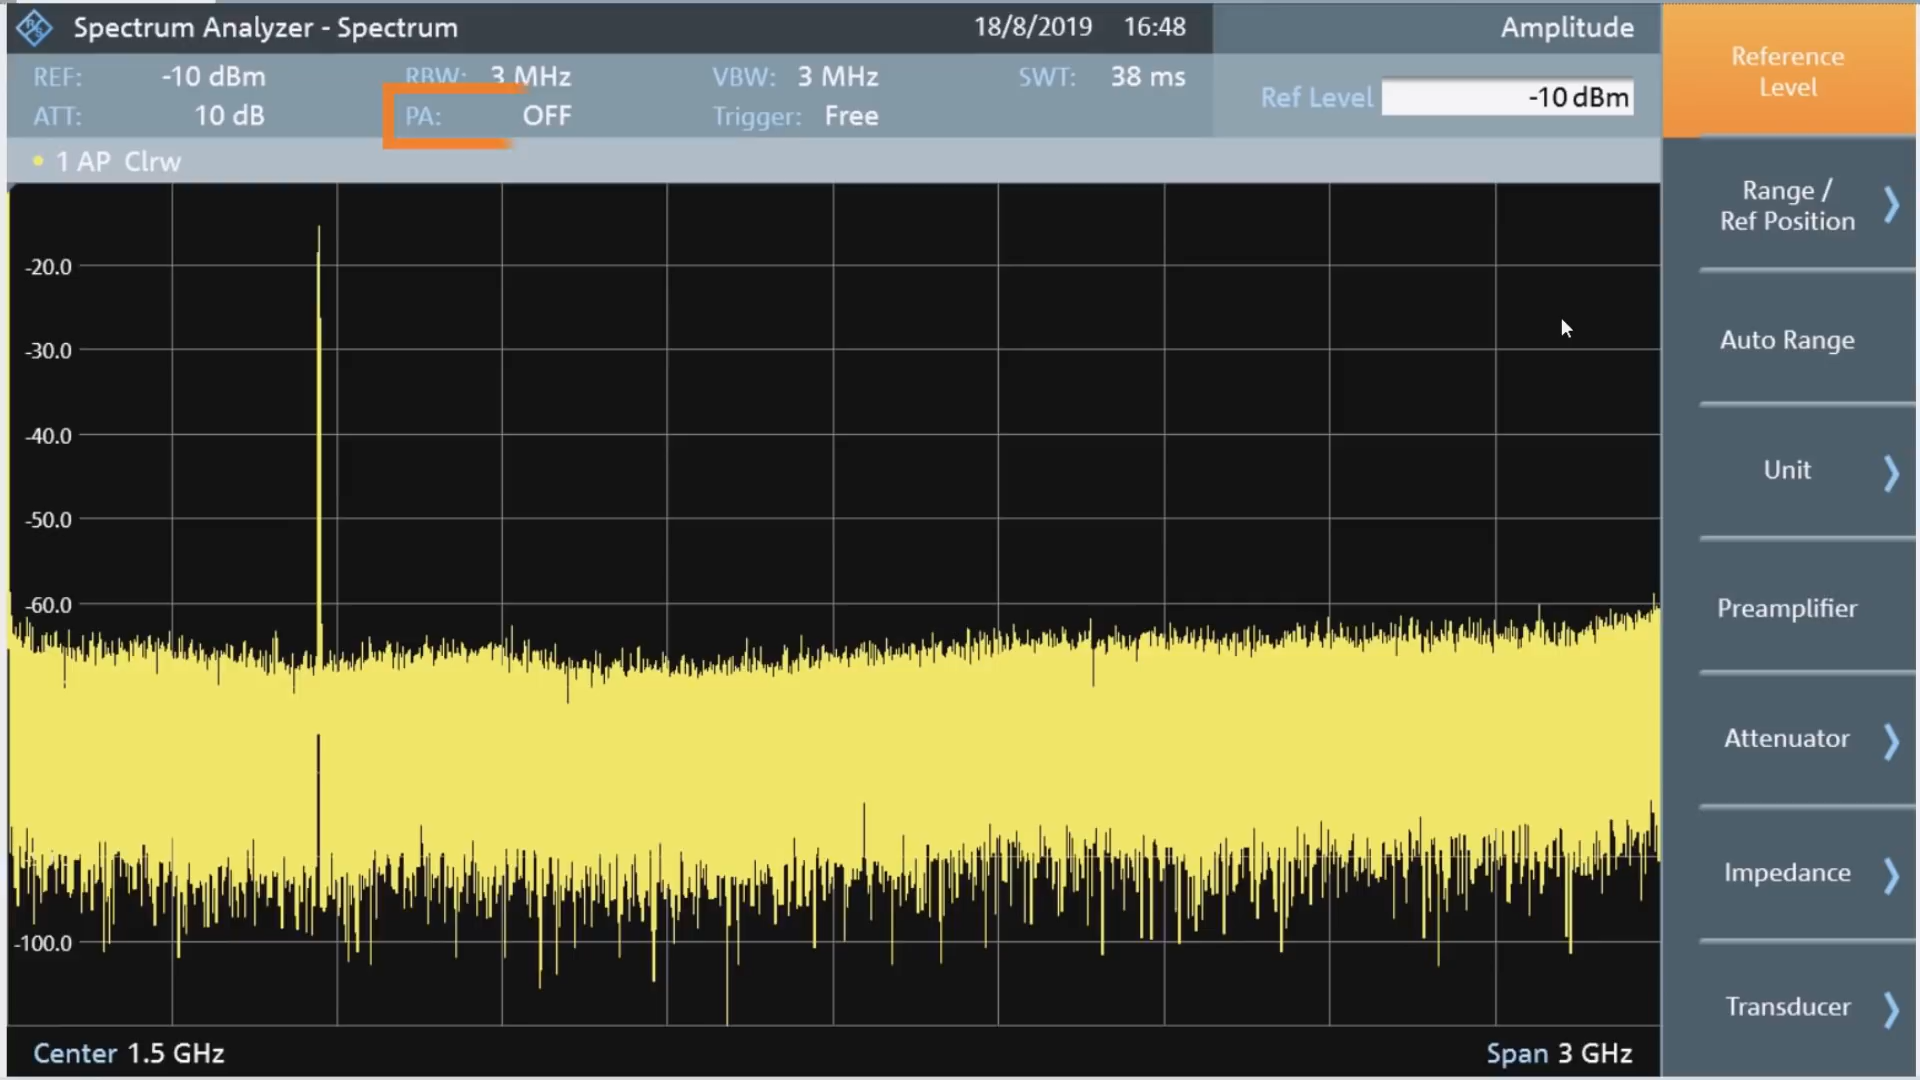 Spectrum Analyzer - Spectrum 18/8/2019 16:48 Amplitude
REF: -10 dBm RBW: 3 MHz VBW: 3 MHz SWT: 38 ms
ATT: 10 dB PA: OFF Trigger: Free
Ref Level -10 dBm
1 AP Clrw
-20.0
-30.0
-40.0
-50.0
-60.0
-100.0
Center 1.5 GHz Span 3 GHz
Reference
Level
Range /
Ref Position
Auto Range
Unit
Preamplifier
Attenuator
Impedance
Transducer